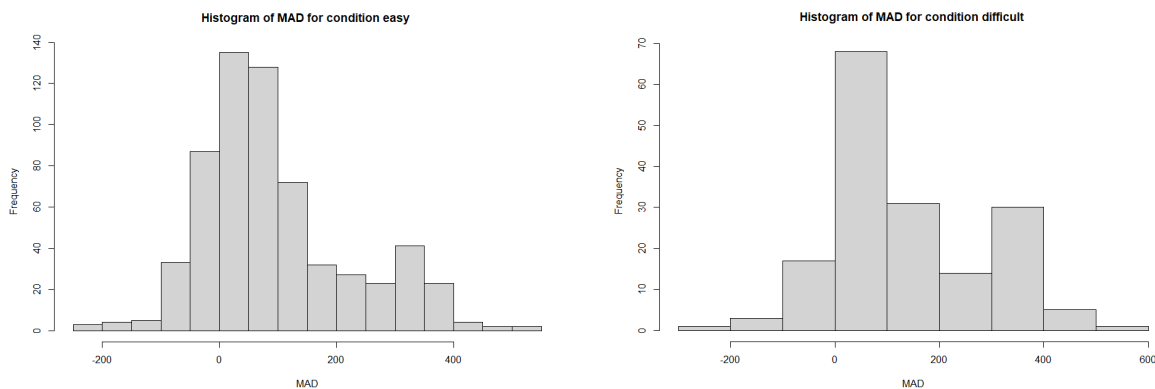 Histogram of MAD for condition easy
140
120
100
80
60
40
20
0
Frequency
-200 0 200 400
MAD
Histogram of MAD for condition difficult
70
60
50
40
30
20
10
0
Frequency
-200 0 200 400 600
MAD